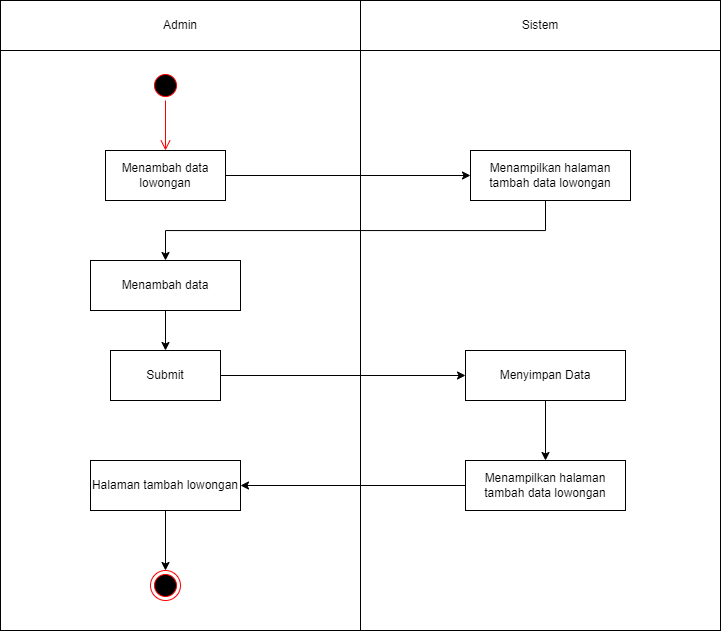 Admin
Sistem
Menambah data
lowongan
Menampilkan halaman
tambah data lowongan
Menambah data
Submit
Menyimpan Data
Halaman tambah lowongan
Menampilkan halaman
tambah data lowongan